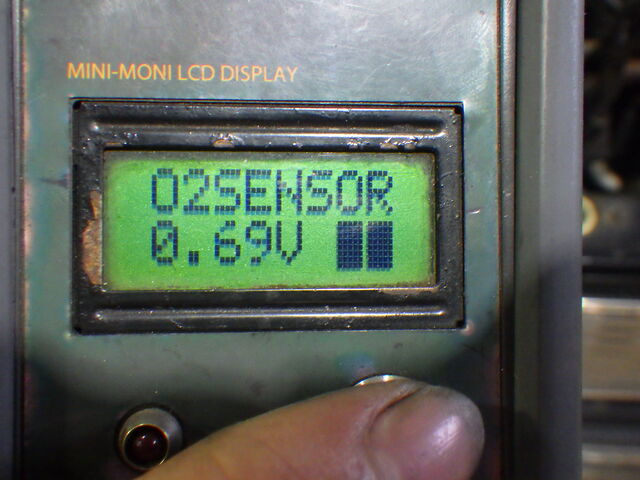 MINI-MONI LCD DISPLAY
O2SENSOR
0.69V